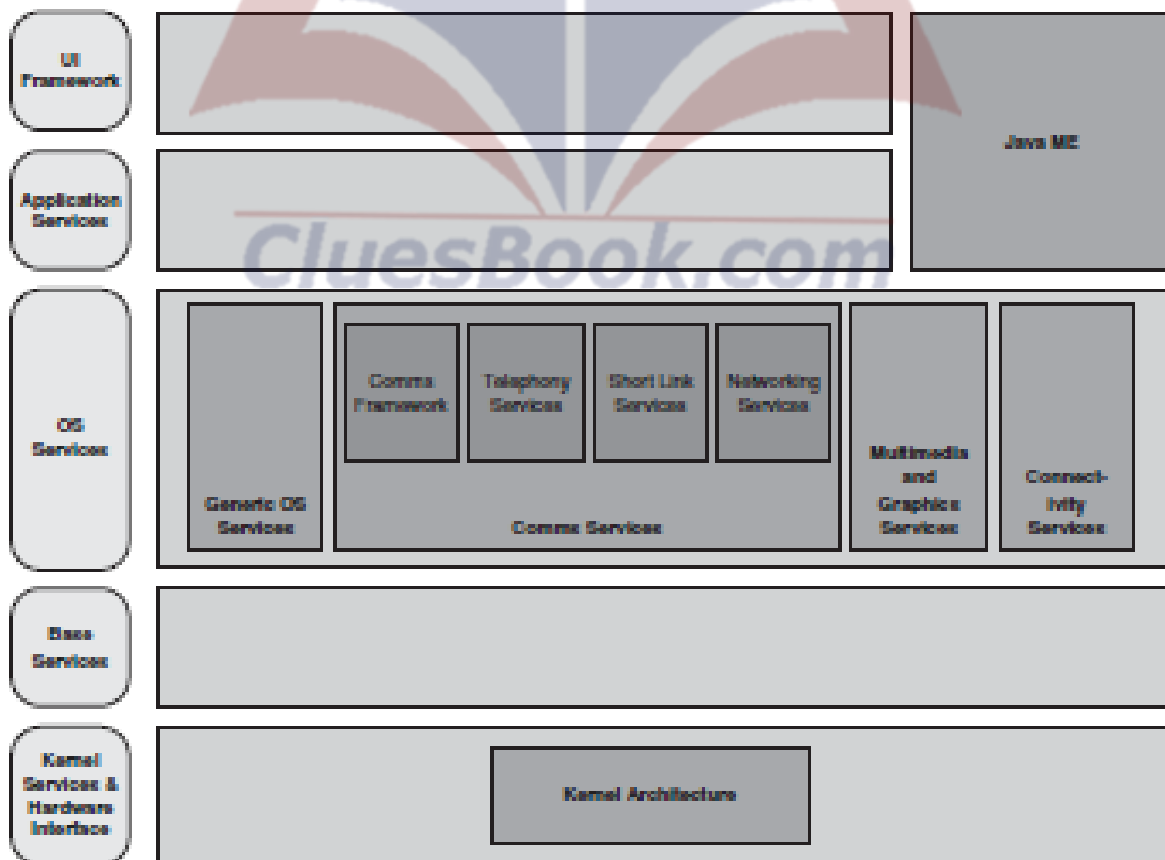 UI
Framework
Java ME
Application
Services
CluesBook.com
OS
Services
Comms
Framework
Telephony
Services
Short Link
Services
Networking
Services
Generic OS
Services
Comms Services
Multimedia
and
Graphics
Services
Connect-
ivity
Services
Base
Services
Kernel
Services &
Hardware
Interface
Kernel Architecture